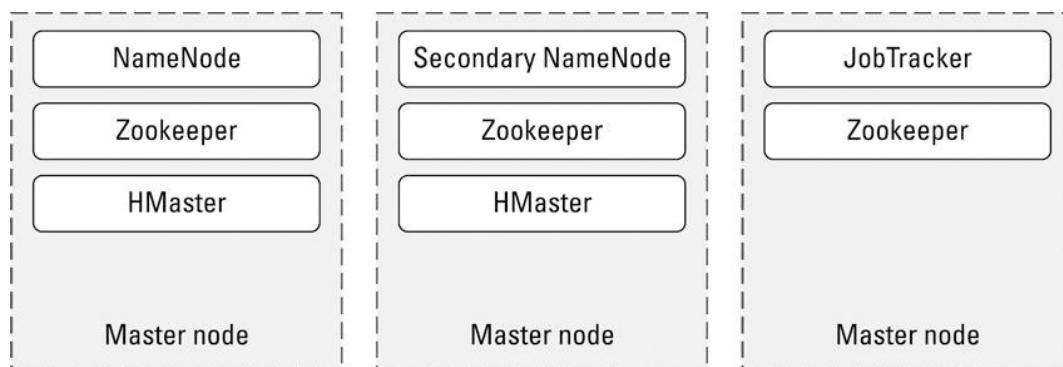 NameNode
Zookeeper
HMaster
Master node
Secondary NameNode
Zookeeper
HMaster
Master node
JobTracker
Zookeeper
Master node